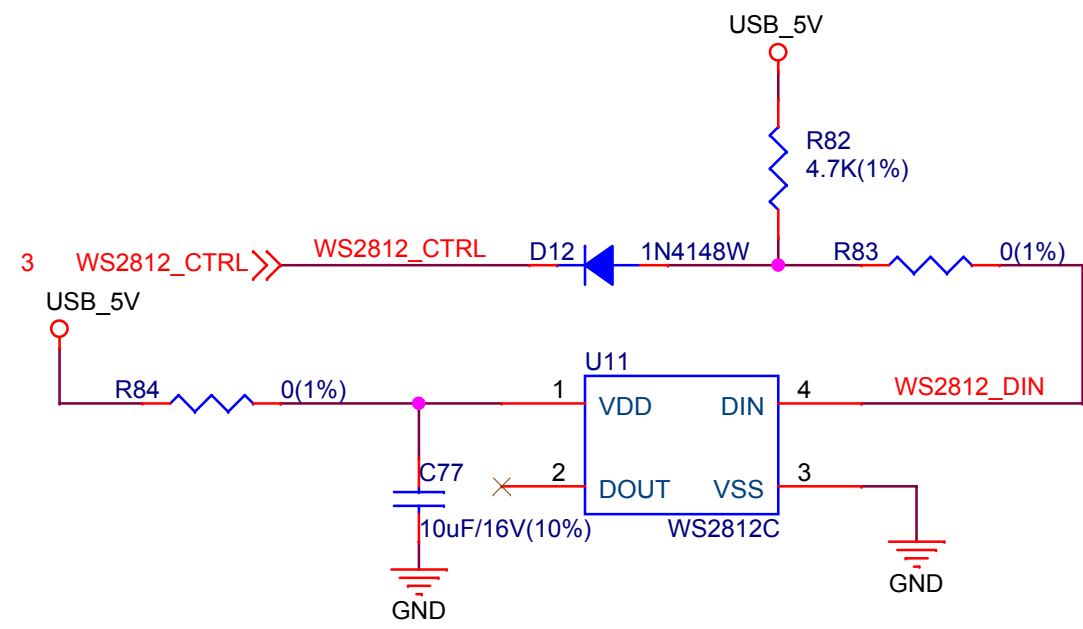 USB_5V
R82
4.7K(1%)
3 WS2812_CTRL WS2812_CTRL D12 1N4148W R83 0(1%)
USB_5V
U11
R84 0(1%) 1 VDD DIN 4 WS2812_DIN
C77 2 DOUT VSS 3
10uF/16V(10%) WS2812C
GND
GND